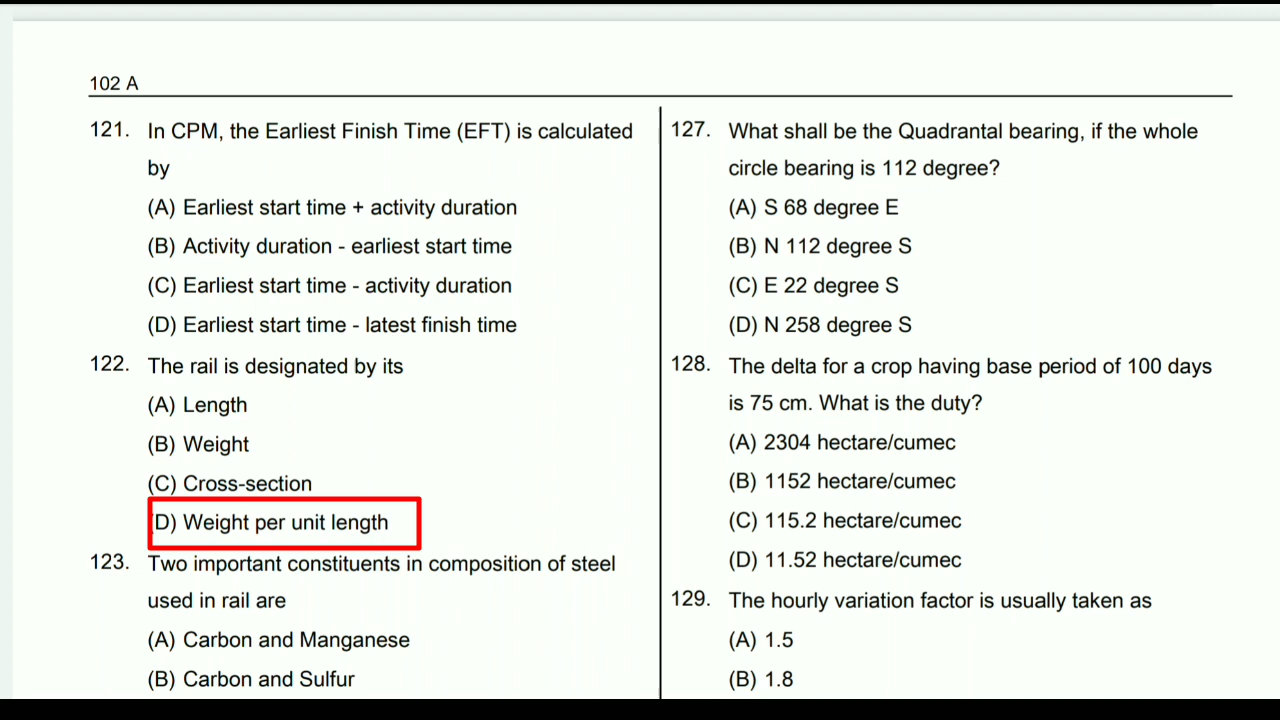 102 A
121. In CPM, the Earliest Finish Time (EFT) is calculated
by
(A) Earliest start time + activity duration
(B) Activity duration - earliest start time
(C) Earliest start time - activity duration
(D) Earliest start time - latest finish time
122. The rail is designated by its
(A) Length
(B) Weight
(C) Cross-section
(D) Weight per unit length
123. Two important constituents in composition of steel
used in rail are
(A) Carbon and Manganese
(B) Carbon and Sulfur
127. What shall be the Quadrantal bearing, if the whole
circle bearing is 112 degree?
(A) S 68 degree E
(B) N 112 degree S
(C) E 22 degree S
(D) N 258 degree S
128. The delta for a crop having base period of 100 days
is 75 cm. What is the duty?
(A) 2304 hectare/cumec
(B) 1152 hectare/cumec
(C) 115.2 hectare/cumec
(D) 11.52 hectare/cumec
129. The hourly variation factor is usually taken as
(A) 1.5
(B) 1.8